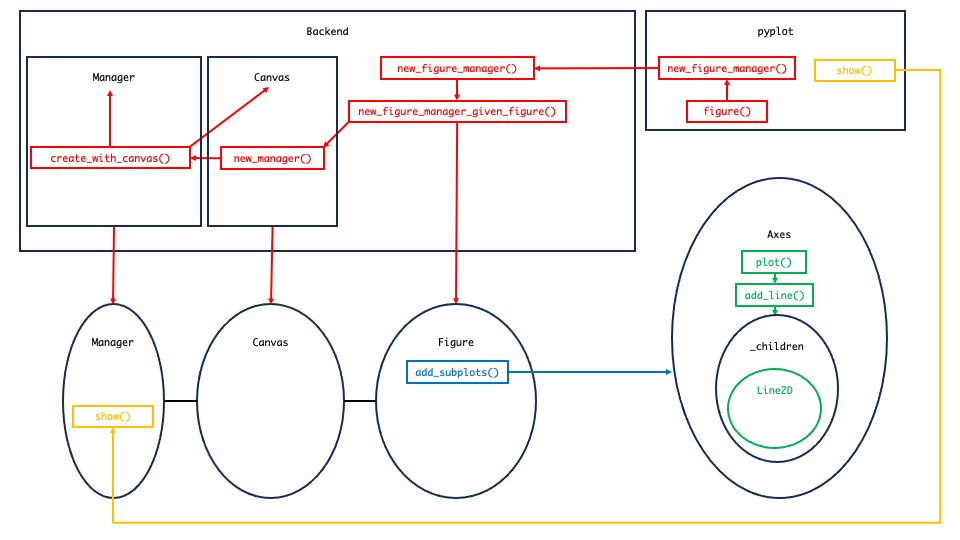 Backend
pyplot
Manager
Canvas
new_figure_manager()
new_figure_manager()
show()
new_figure_manager_given_figure()
figure()
create_with_canvas()
new_manager()
Axes
plot()
add_line()
Manager
Canvas
Figure
_children
add_subplots()
Line2D
show()